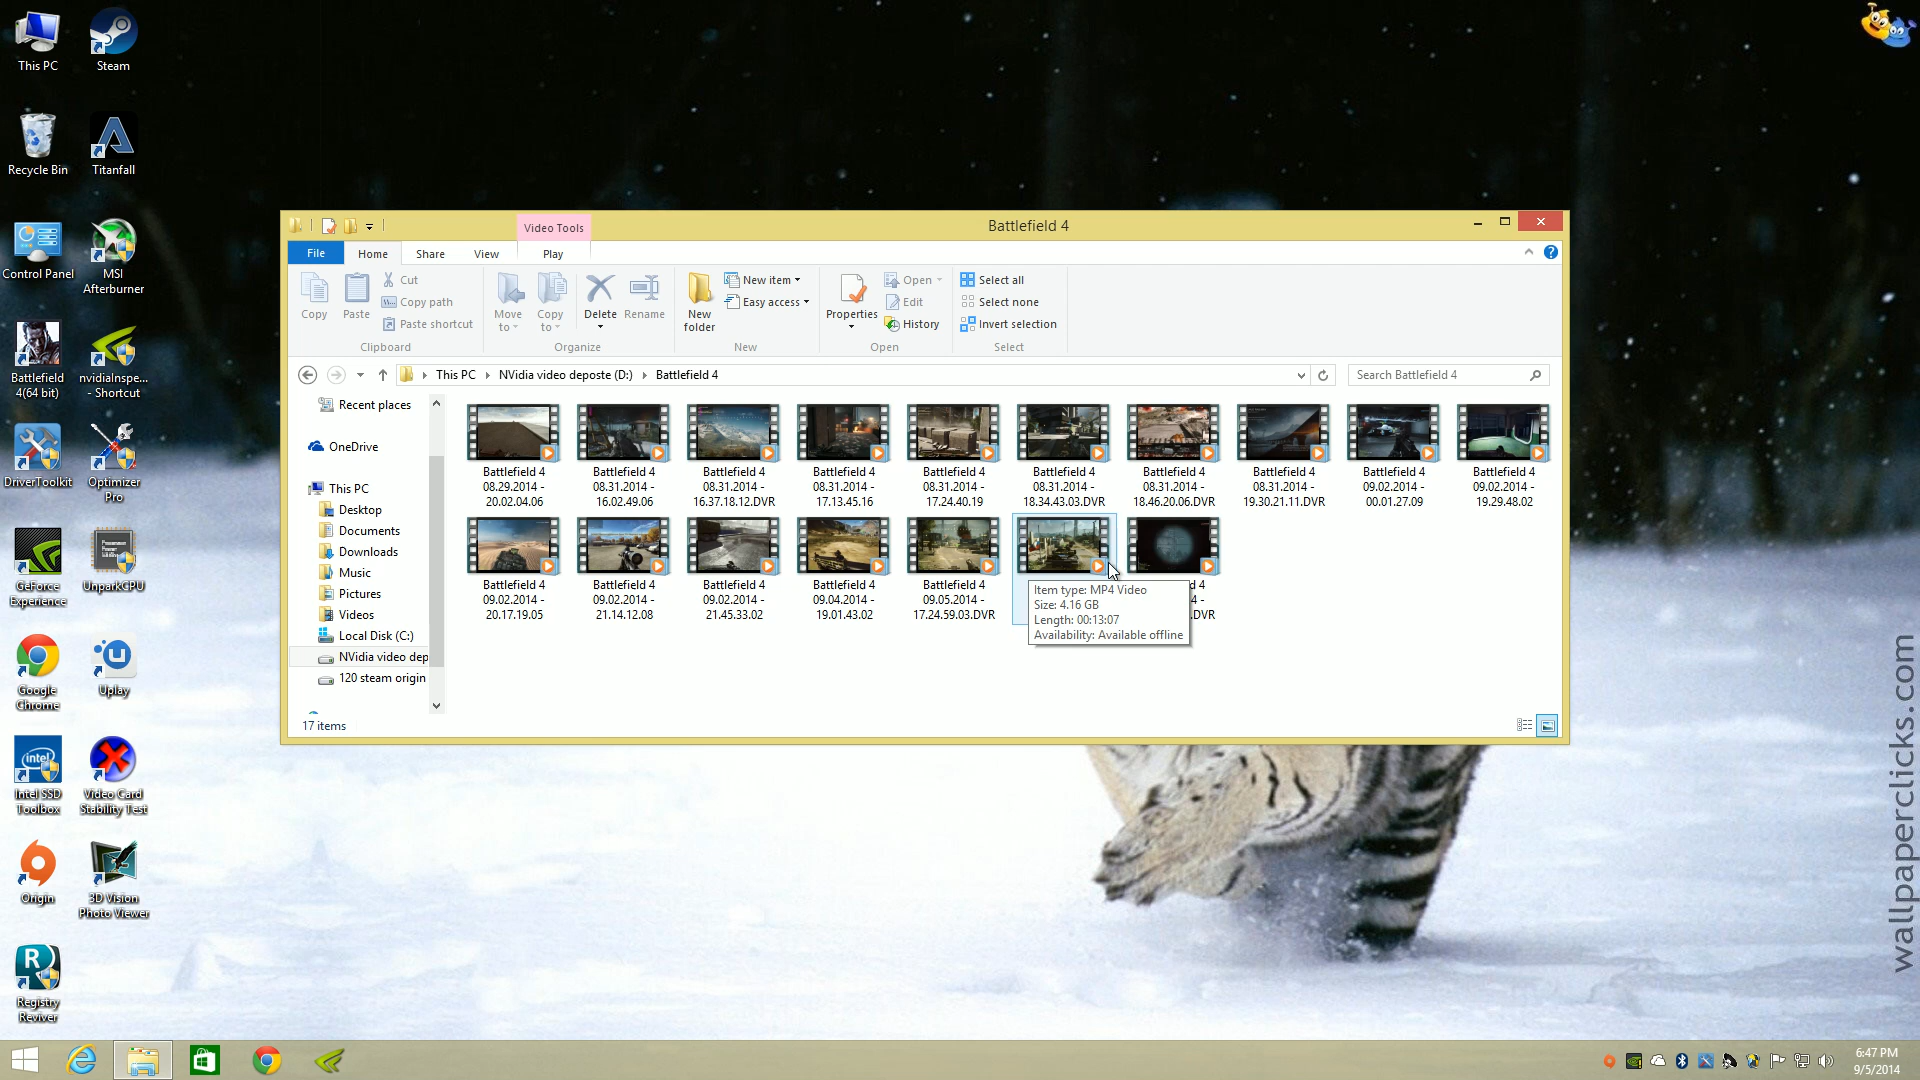 This PC
Steam
Recycle Bin
Titanfall
Control Panel
MSI
Afterburner
Battlefield
4(64 bit)
nvidiaInspe...
- Shortcut
DriverToolkit
Optimizer
Pro
GeForce
Experience
UnparkCPU
Google
Chrome
Uplay
Intel SSD
Toolbox
Video Card
Stability Test
Origin
3D Vision
Photo Viewer
Registry
Reviver
Video Tools
Battlefield 4
File
Home
Share
View
Play
Copy
Paste
Cut
Copy path
Paste shortcut
Clipboard
Move
to
Copy
to
Delete
Rename
Organize
New
folder
New item
Easy access
New
Properties
Open
Edit
History
Open
Select all
Select none
Invert selection
Select
This PC
NVidia video deposte (D:)
Battlefield 4
Search Battlefield 4
Recent places
OneDrive
This PC
Desktop
Documents
Downloads
Music
Pictures
Videos
Local Disk (C:)
NVidia video dep
120 steam origin
Battlefield 4
08.29.2014 -
20.02.04.06
Battlefield 4
08.31.2014 -
16.02.49.06
Battlefield 4
08.31.2014 -
16.37.18.12.DVR
Battlefield 4
08.31.2014 -
17.13.45.16
Battlefield 4
08.31.2014 -
17.24.40.19
Battlefield 4
08.31.2014 -
18.34.43.03.DVR
Battlefield 4
08.31.2014 -
18.46.20.06.DVR
Battlefield 4
08.31.2014 -
19.30.21.11.DVR
Battlefield 4
09.02.2014 -
00.01.27.09
Battlefield 4
09.02.2014 -
19.29.48.02
Battlefield 4
09.02.2014 -
20.17.19.05
Battlefield 4
09.02.2014 -
21.14.12.08
Battlefield 4
09.02.2014 -
21.45.33.02
Battlefield 4
09.04.2014 -
19.01.43.02
Battlefield 4
09.05.2014 -
17.24.59.03.DVR
d 4
4 -
.DVR
Item type: MP4 Video
Size: 4.16 GB
Length: 00:13:07
Availability: Available offline
17 items
wallpaperclicks.com
6:47 PM
9/5/2014